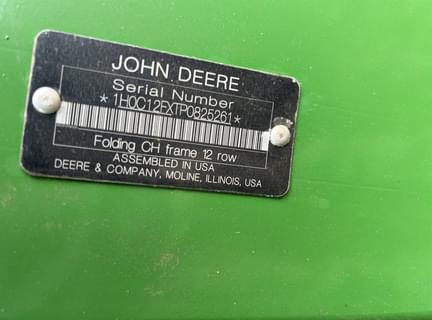 JOHN DEERE
Serial Number
*1H0C12FXTP0825261*
Folding CH frame 12 row
ASSEMBLED IN USA
DEERE & COMPANY, MOLINE, ILLINOIS, USA